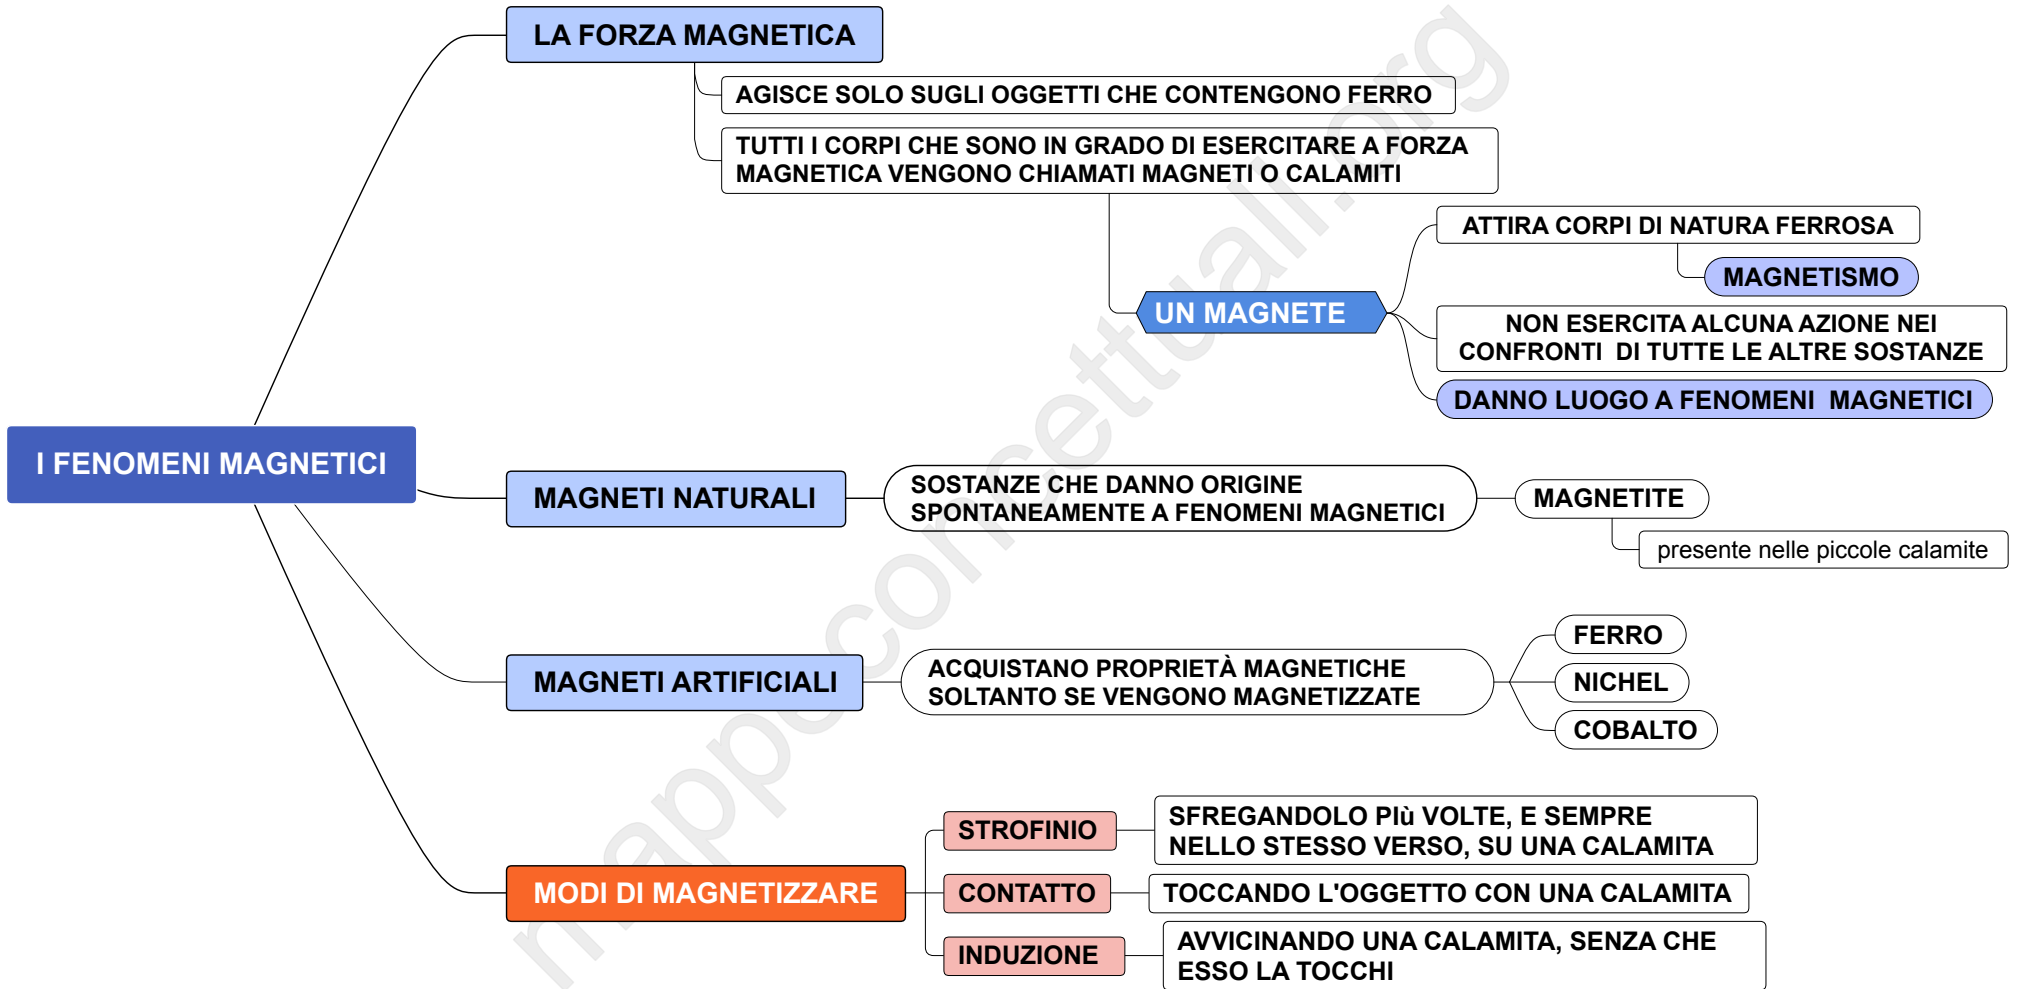 LA FORZA MAGNETICA
AGISCE SOLO SUGLI OGGETTI CHE CONTENGONO FERRO
TUTTI I CORPI CHE SONO IN GRADO DI ESERCITARE A FORZA
MAGNETICA VENGONO CHIAMATI MAGNETI O CALAMITI
UN MAGNETE
ATTIRA CORPI DI NATURA FERROSA
MAGNETISMO
NON ESERCITA ALCUNA AZIONE NEI
CONFRONTI DI TUTTE LE ALTRE SOSTANZE
DANNO LUOGO A FENOMENI MAGNETICI
I FENOMENI MAGNETICI
MAGNETI NATURALI
SOSTANZE CHE DANNO ORIGINE
SPONTANEAMENTE A FENOMENI MAGNETICI
MAGNETITE
presente nelle piccole calamite
MAGNETI ARTIFICIALI
ACQUISTANO PROPRIETÀ MAGNETICHE
SOLTANTO SE VENGONO MAGNETIZZATE
FERRO
NICHEL
COBALTO
MODI DI MAGNETIZZARE
STROFINIO
SFREGANDOLO PIù VOLTE, E SEMPRE
NELLO STESSO VERSO, SU UNA CALAMITA
CONTATTO
TOCCANDO L'OGGETTO CON UNA CALAMITA
INDUZIONE
AVVICINANDO UNA CALAMITA, SENZA CHE
ESSO LA TOCCHI
mappeconcettuali.org